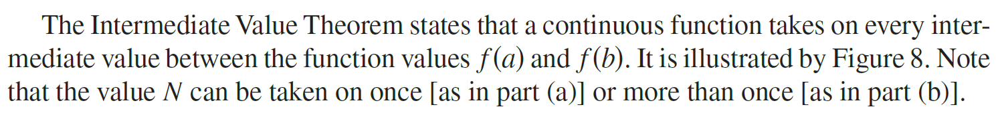 The Intermediate Value Theorem states that a continuous function takes on every inter-
mediate value between the function values f(a) and f(b). It is illustrated by Figure 8. Note
that the value N can be taken on once [as in part (a)] or more than once [as in part (b)].